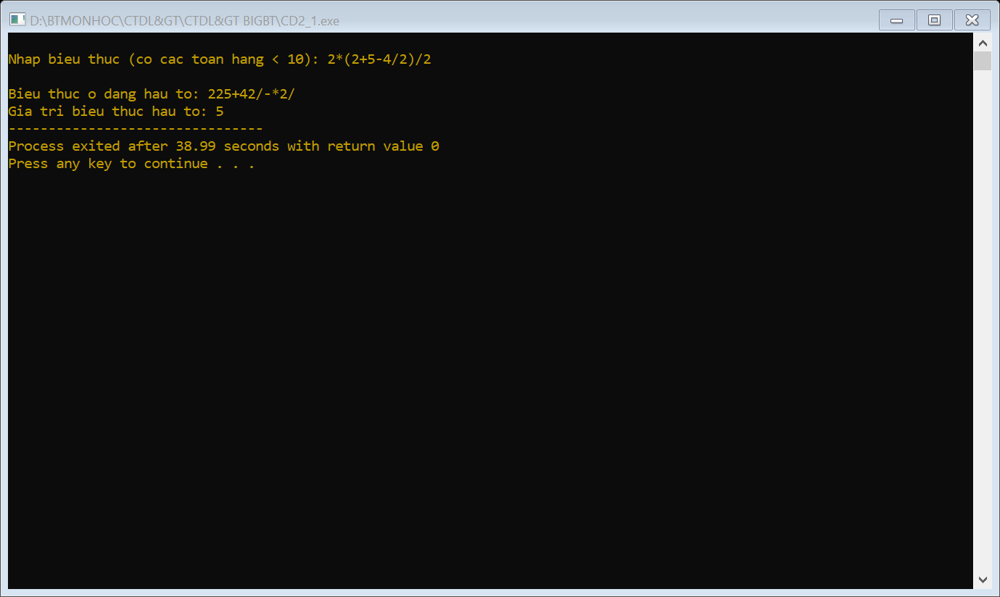 D:\BTMONHOC\CTDL&GT\CTDL&GT BIGBT\CD2_1.exe
Nhap bieu thuc (co cac toan hang < 10): 2*(2+5-4/2)/2
Bieu thuc o dang hau to: 225+42/-*2/
Gia tri bieu thuc hau to: 5
--------------------------------
Process exited after 38.99 seconds with return value 0
Press any key to continue . . .